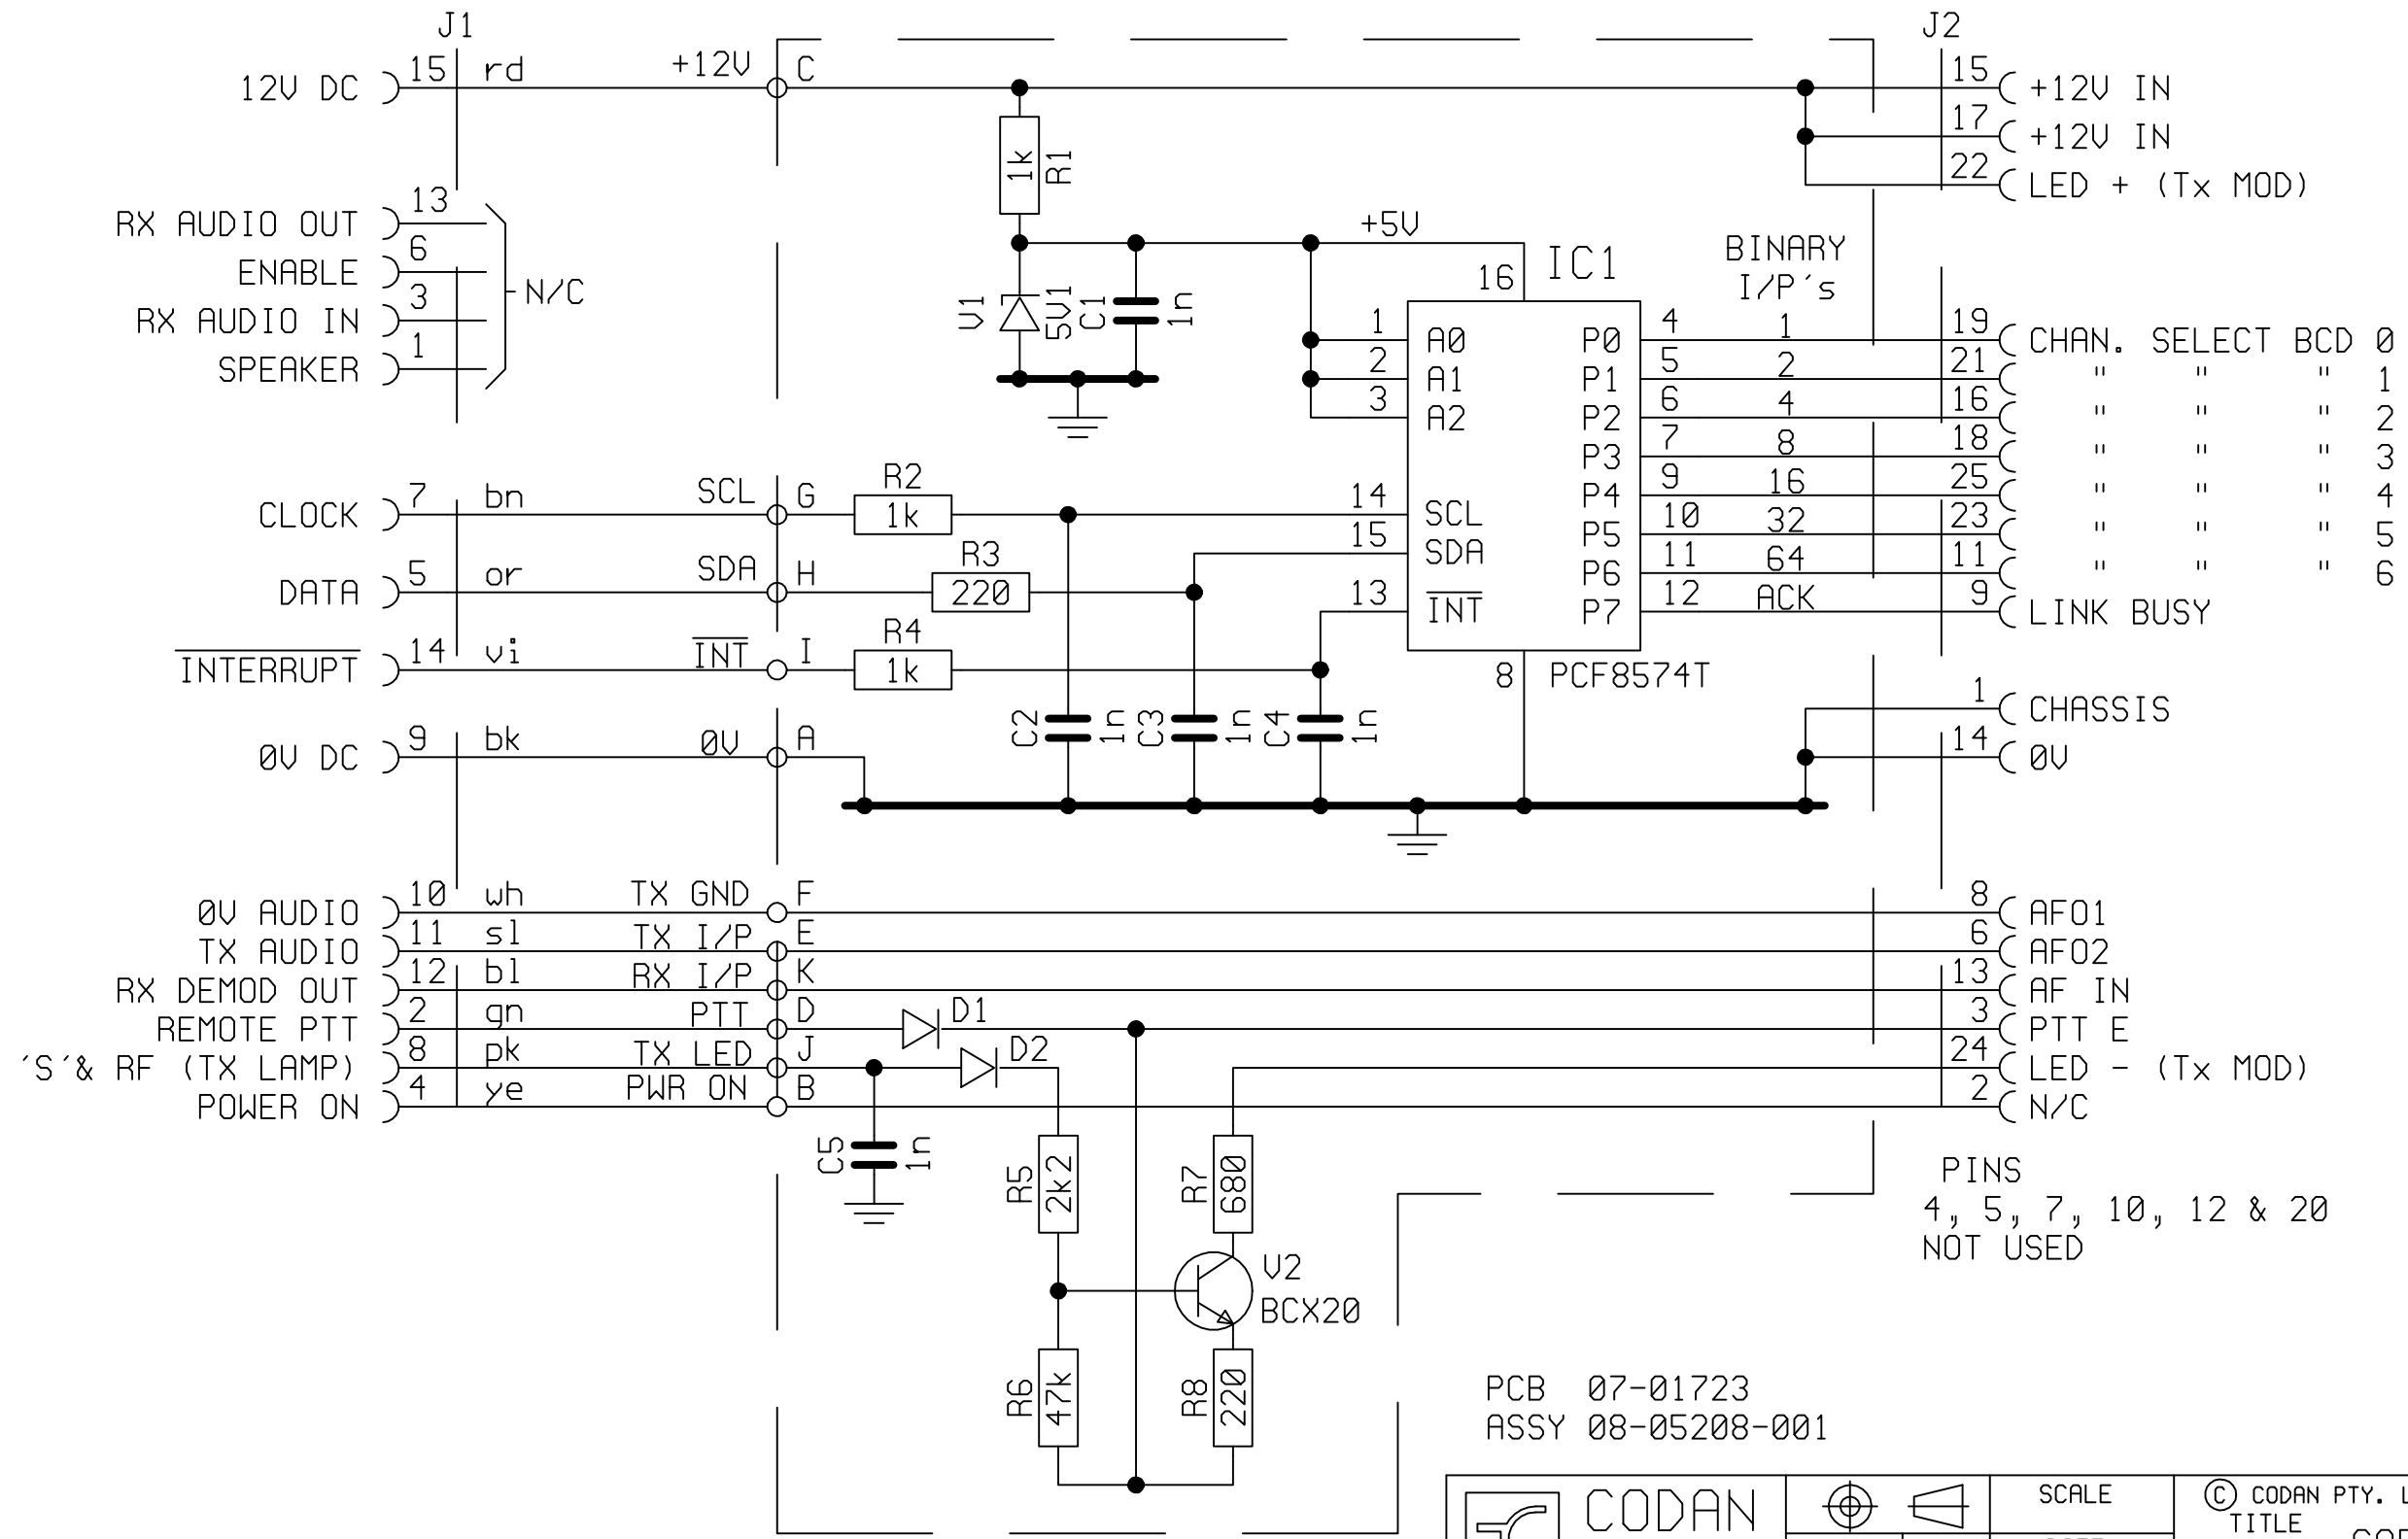 J1
J2
12V DC 15 rd +12V C
15 +12V IN
17 +12V IN
22 LED + (Tx MOD)
1k R1
RX AUDIO OUT 13
ENABLE 6
RX AUDIO IN 3
SPEAKER 1
N/C
+5V
16 IC1
BINARY
I/P's
V1 5V1 C1 1n
1 A0 P0 4 1 19 CHAN. SELECT BCD 0
2 A1 P1 5 2 21 " " " 1
3 A2 P2 6 4 16 " " " 2
P3 7 8 18 " " " 3
P4 9 16 25 " " " 4
P5 10 32 23 " " " 5
P6 11 64 11 " " " 6
P7 12 ACK 9 LINK BUSY
CLOCK 7 bn SCL G R2 1k 14 SCL
DATA 5 or SDA H R3 220 15 SDA
INTERRUPT 14 vi INT I R4 1k 13 INT
8 PCF8574T
C2 1n C3 1n C4 1n
1 CHASSIS
0V DC 9 bk 0V A
14 0V
0V AUDIO 10 wh TX GND F 8 AFO1
TX AUDIO 11 sl TX I/P E 6 AFO2
RX DEMOD OUT 12 bl RX I/P K 13 AF IN
REMOTE PTT 2 gn PTT D D1 3 PTT E
'S'& RF (TX LAMP) 8 pk TX LED J D2 24 LED - (Tx MOD)
POWER ON 4 ye PWR ON B 2 N/C
C5 1n
R5 2k2
R7 680
PINS
4, 5, 7, 10, 12 & 20
NOT USED
V2
BCX20
R6 47k
R8 220
PCB 07-01723
ASSY 08-05208-001
CODAN
SCALE
© CODAN PTY.
TITLE